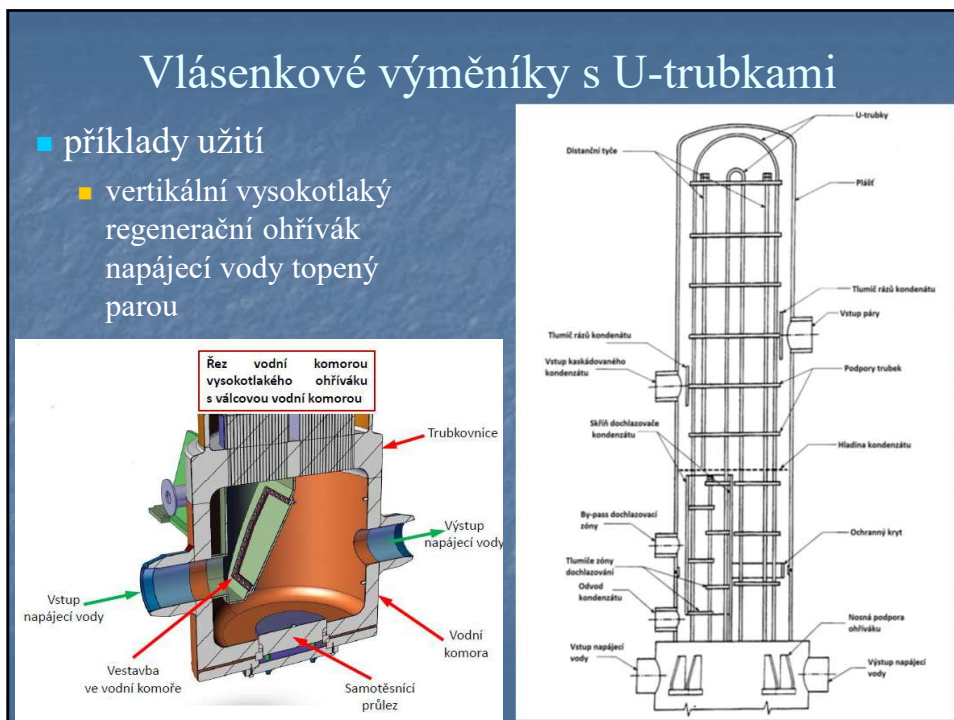 Vlásenkové výměníky s U-trubkami
příklady užití
vertikální vysokotlaký
regenerační ohřívák
napájecí vody topený
parou
Řez vodní komorou
vysokotlakého ohříváku
s válcovou vodní komorou
Trubkovnice
Výstup
napájecí vody
Vstup
napájecí vody
Vodní
komora
Vestavba
ve vodní komoře
Samotěsnící
průlez
U-trubky
Distanční tyče
Plášť
Tlumič rázů kondenzátu
Vstup páry
Tlumič rázů kondenátu
Vstup kaskádovaného
kondenzátu
Podpory trubek
Skříň dochlazovače
kondenzátu
Hladina kondenzátu
By-pass dochlazovací
zóny
Ochranný kryt
Tlumiče zóny
dochlazování
Odvod
kondenzátu
Nosná podpora
ohříváku
Vstup napájecí
vody
Výstup napájecí
vody